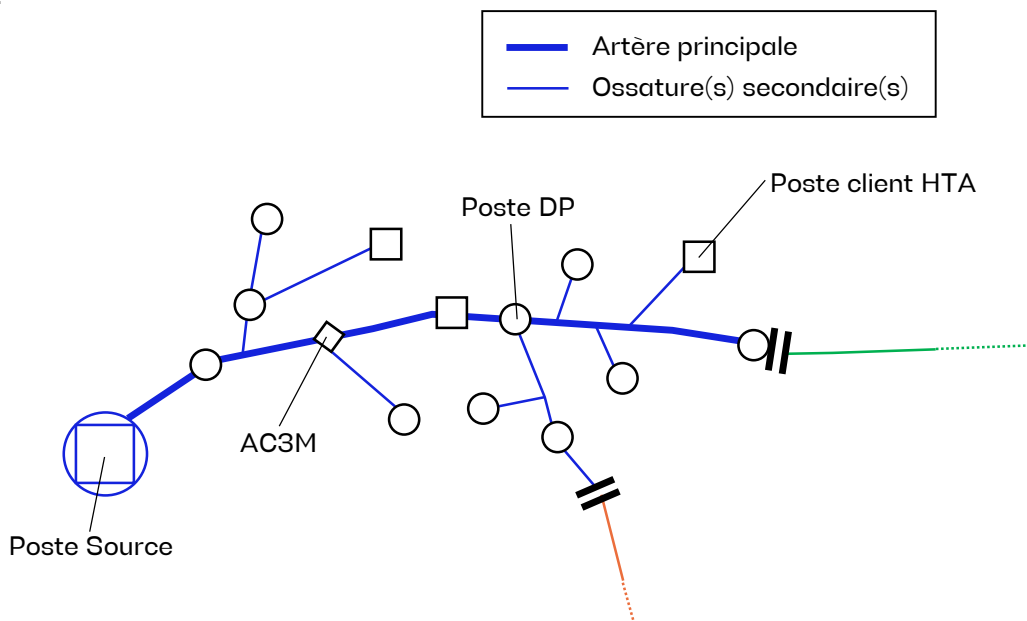 Artère principale
Ossature(s) secondaire(s)
Poste client HTA
Poste DP
AC3M
Poste Source